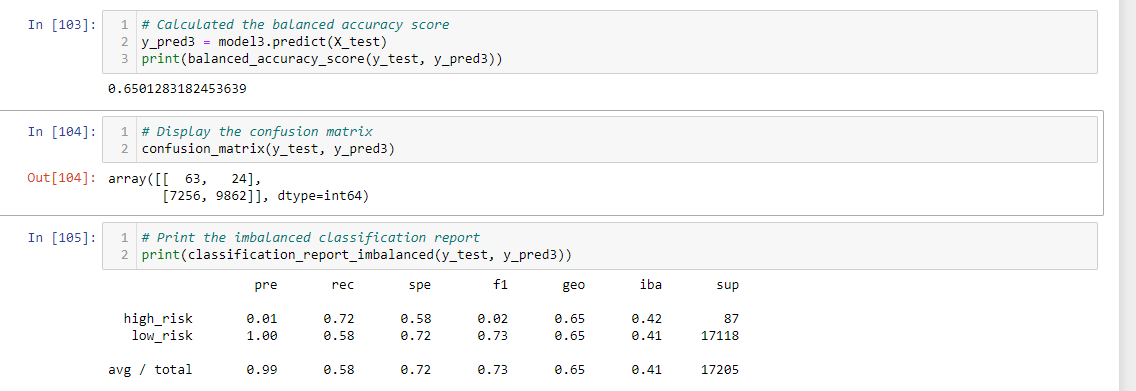 In [103]:
1 # Calculated the balanced accuracy score
2 y_pred3 = model3.predict(X_test)
3 print(balanced_accuracy_score(y_test, y_pred3))
0.6501283182453639
In [104]:
1 # Display the confusion matrix
2 confusion_matrix(y_test, y_pred3)
Out[104]: array([[  63,   24],
       [7256, 9862]], dtype=int64)
In [105]:
1 # Print the imbalanced classification report
2 print(classification_report_imbalanced(y_test, y_pred3))
pre rec spe f1 geo iba sup
high_risk 0.01 0.72 0.58 0.02 0.65 0.42 87
low_risk 1.00 0.58 0.72 0.73 0.65 0.41 17118
avg / total 0.99 0.58 0.72 0.73 0.65 0.41 17205